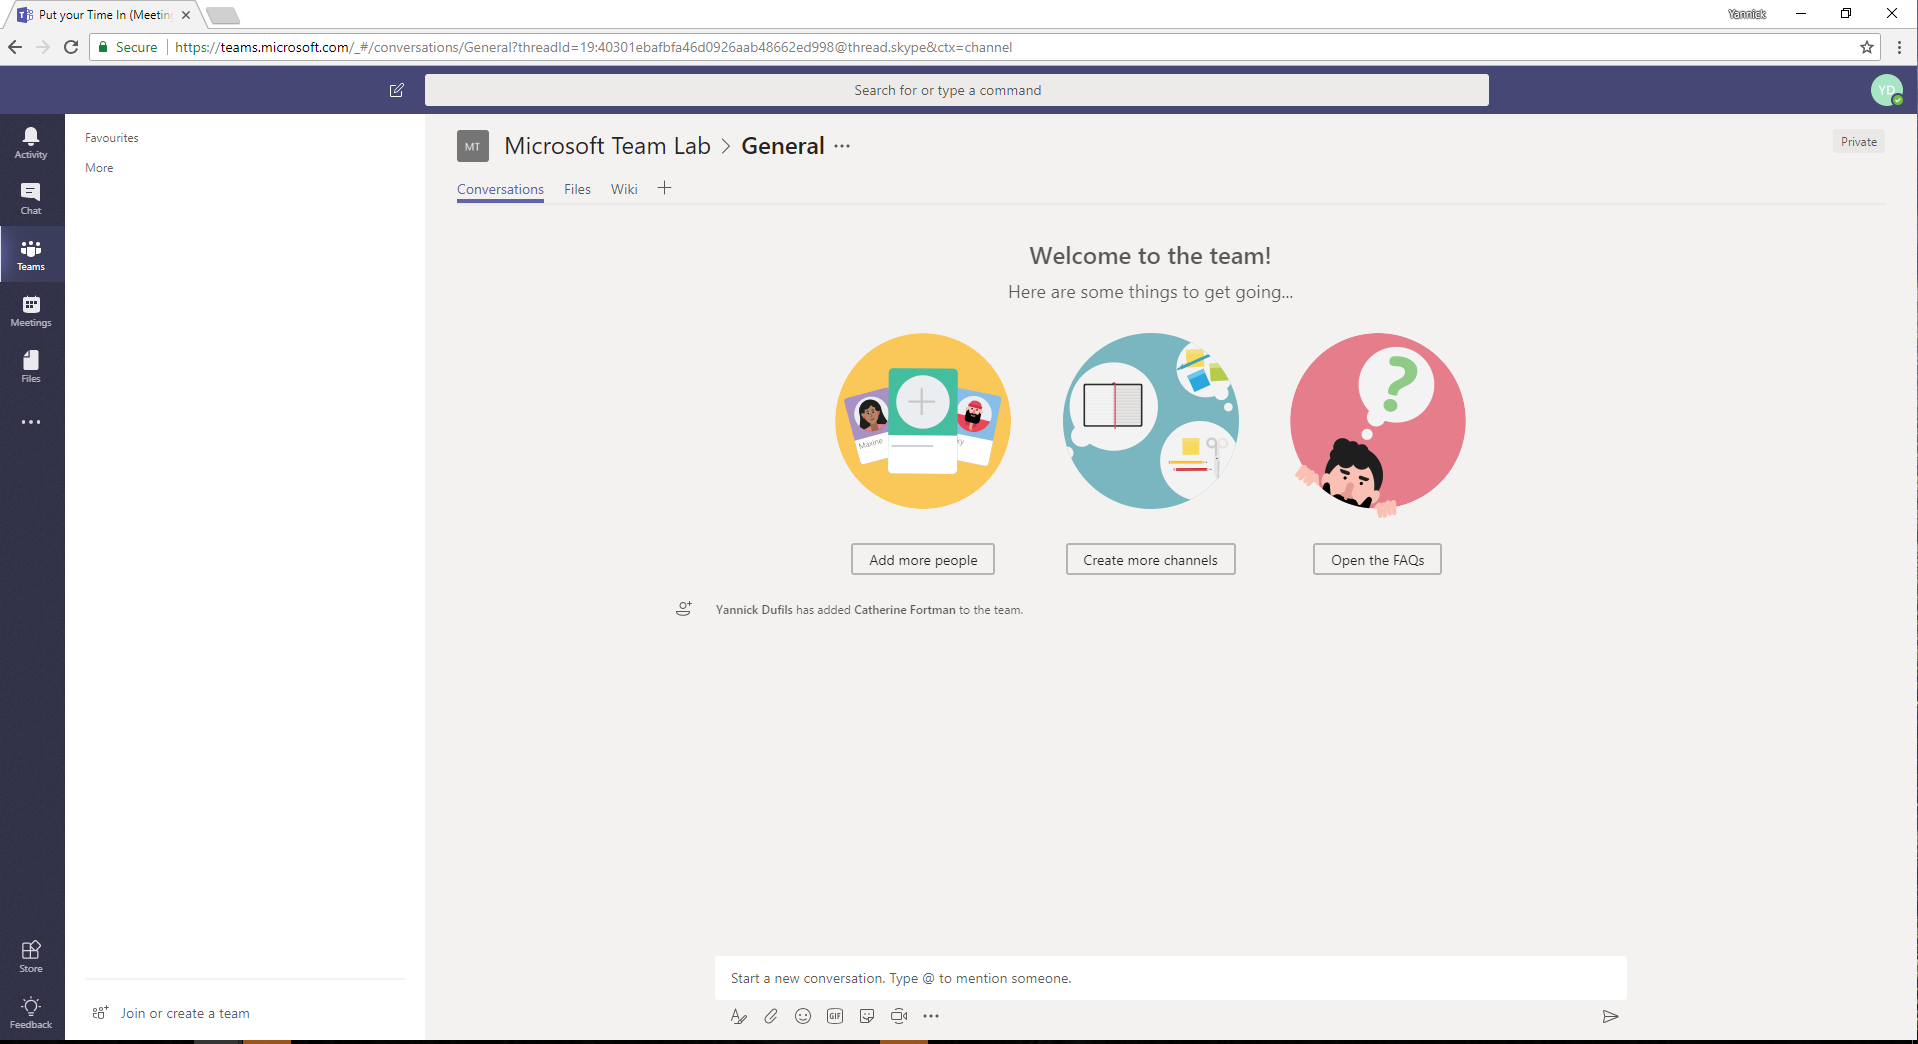 Put your Time In (Meetin
Yannick
Secure
https://teams.microsoft.com/_#/conversations/General?threadId=19:40301ebafbfa46d0926aab48662ed998@thread.skype&ctx=channel
Search for or type a command
YD
Activity
Chat
Teams
Meetings
Files
Store
Feedback
Favourites
More
Join or create a team
MT
Microsoft Team Lab > General ···
Private
Conversations Files Wiki +
Welcome to the team!
Here are some things to get going...
Maxine
ky
Add more people
Create more channels
Open the FAQs
Yannick Dufils has added Catherine Fortman to the team.
Start a new conversation. Type @ to mention someone.
GIF